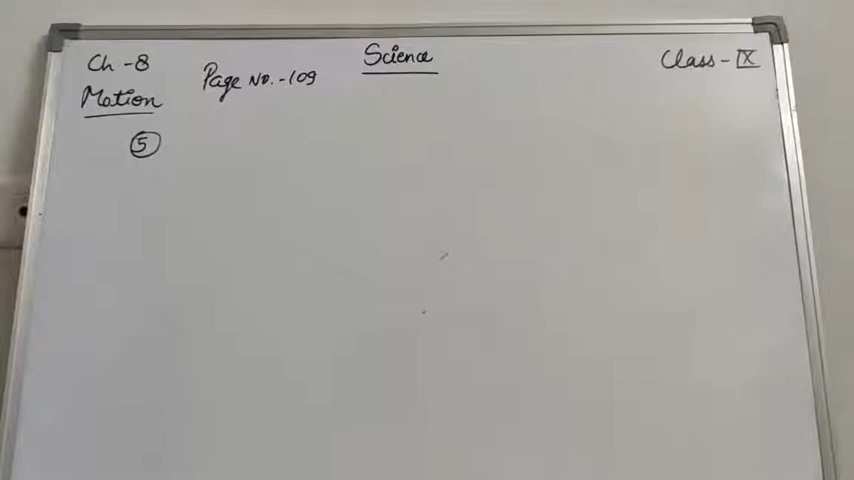 Ch - 8
Science
Class - IX
Page No. - 109
Motion
5